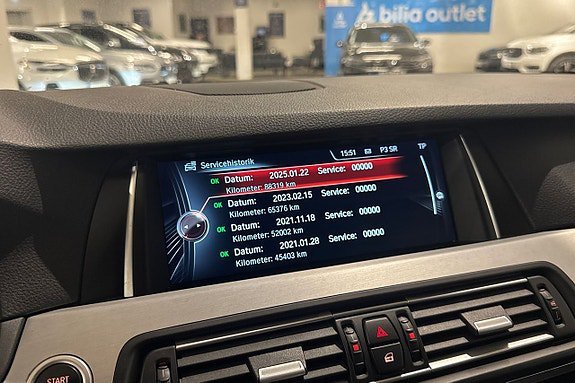 bilia outlet
15:51 P3 SR TP
Servicehistorik
OK Datum: 2025.01.22 Service: 00000
Kilometer: 88319 km
OK Datum: 2023.02.15 Service: 00000
Kilometer: 65376 km
OK Datum: 2021.11.18 Service: 00000
Kilometer: 52002 km
OK Datum: 2021.01.28 Service: 00000
Kilometer: 45403 km
START